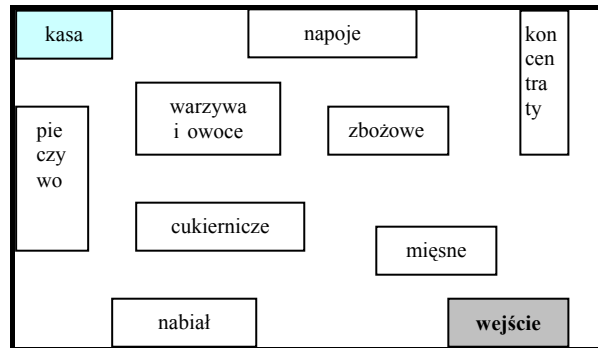 kasa
napoje
kon
cen
tra
ty
warzywa
i owoce
zbożowe
pie
czy
wo
cukiernicze
mięsne
nabiał
wejście